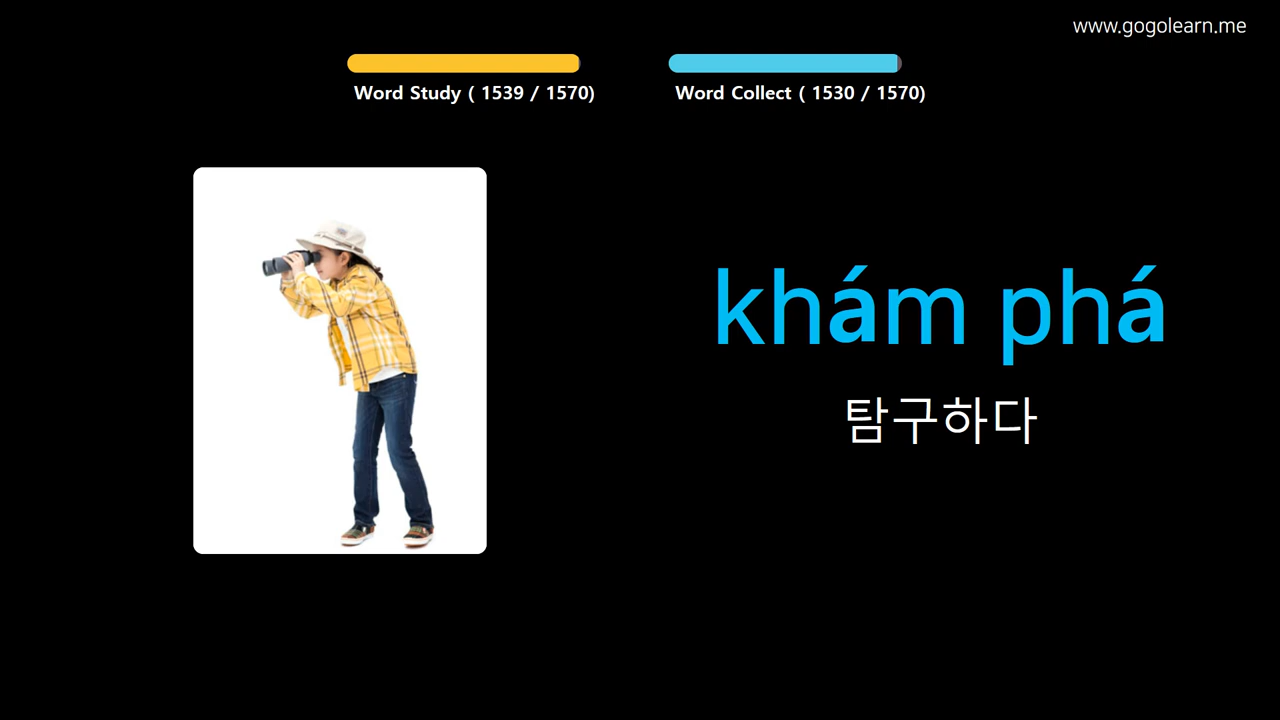 www.gogolearn.me
Word Study ( 1539 / 1570)
Word Collect ( 1530 / 1570)
khám phá
탐구하다